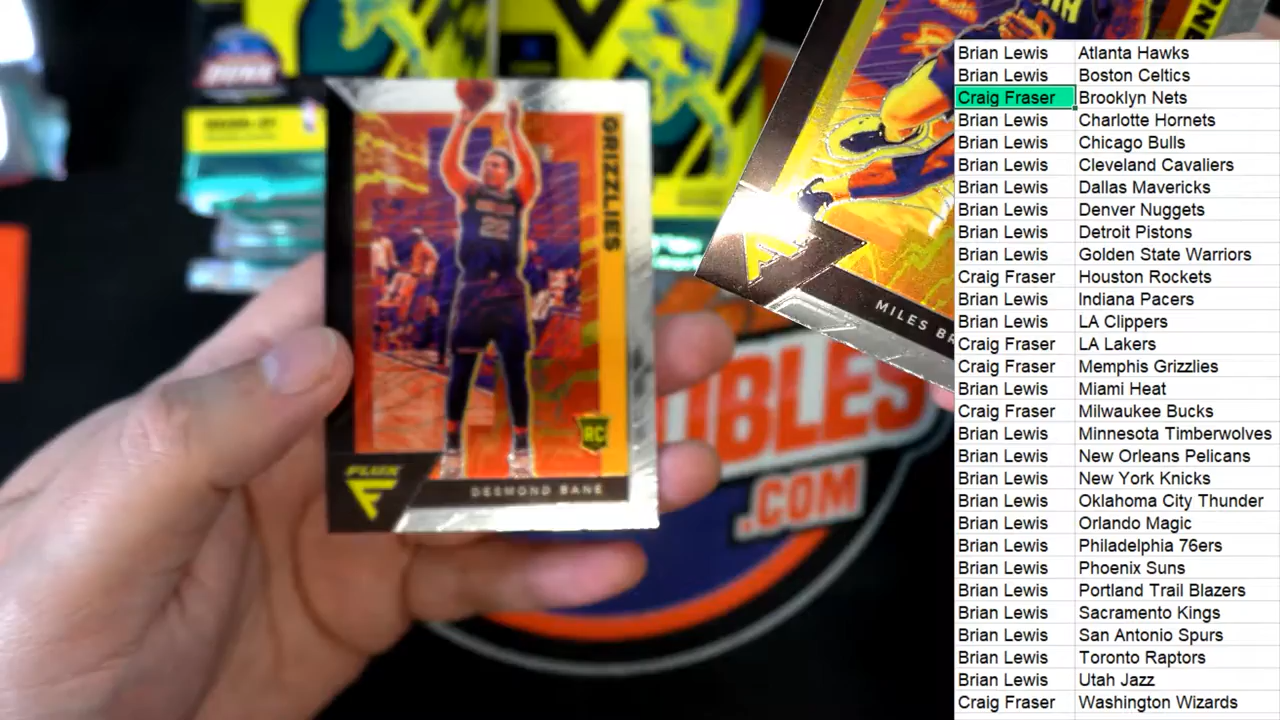 GRIZZLIES
RC
FLUX
DESMOND BANE
MILES BR
.COM
Brian Lewis Atlanta Hawks
Brian Lewis Boston Celtics
Craig Fraser Brooklyn Nets
Brian Lewis Charlotte Hornets
Brian Lewis Chicago Bulls
Brian Lewis Cleveland Cavaliers
Brian Lewis Dallas Mavericks
Brian Lewis Denver Nuggets
Brian Lewis Detroit Pistons
Brian Lewis Golden State Warriors
Craig Fraser Houston Rockets
Brian Lewis Indiana Pacers
Brian Lewis LA Clippers
Craig Fraser LA Lakers
Craig Fraser Memphis Grizzlies
Brian Lewis Miami Heat
Craig Fraser Milwaukee Bucks
Brian Lewis Minnesota Timberwolves
Brian Lewis New Orleans Pelicans
Brian Lewis New York Knicks
Brian Lewis Oklahoma City Thunder
Brian Lewis Orlando Magic
Brian Lewis Philadelphia 76ers
Brian Lewis Phoenix Suns
Brian Lewis Portland Trail Blazers
Brian Lewis Sacramento Kings
Brian Lewis San Antonio Spurs
Brian Lewis Toronto Raptors
Brian Lewis Utah Jazz
Craig Fraser Washington Wizards